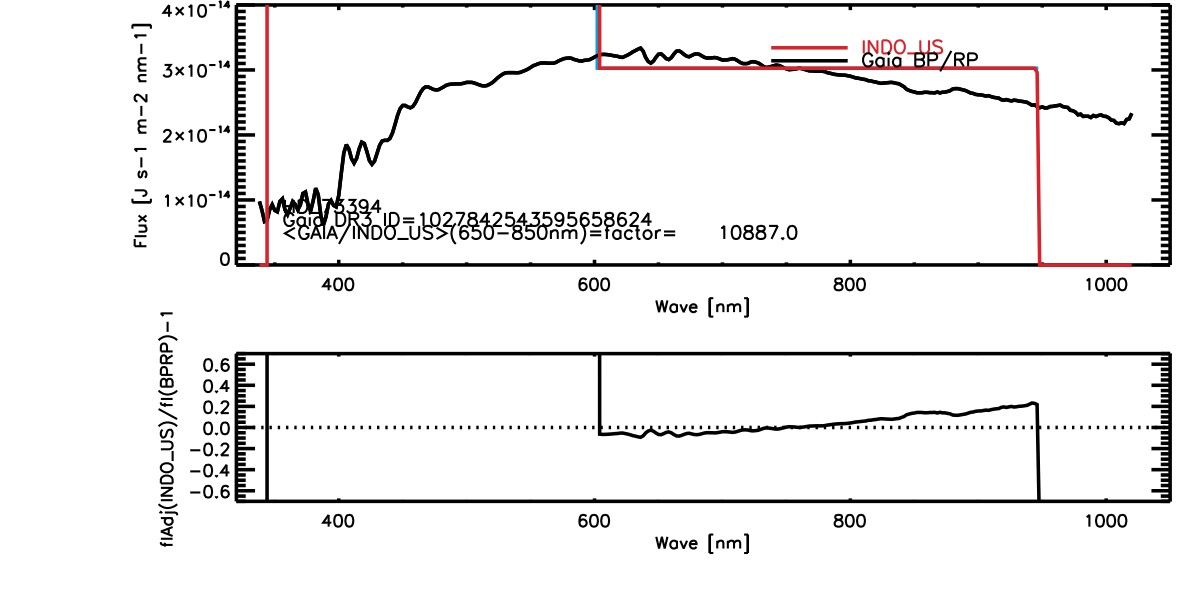 4×10⁻¹⁴
3×10⁻¹⁴
2×10⁻¹⁴
1×10⁻¹⁴
0
Flux [J s−1 m−2 nm−1]
INDO_US
Gaia BP/RP
Gaia DR3 ID=1027842543595658624
<GAIA/INDO_US>(650−850nm)=factor= 10887.0
400 600 800 1000
Wave [nm]
flAdj(INDO_US)/fl(BPRP)−1
0.6
0.4
0.2
0.0
−0.2
−0.4
−0.6
400 600 800 1000
Wave [nm]